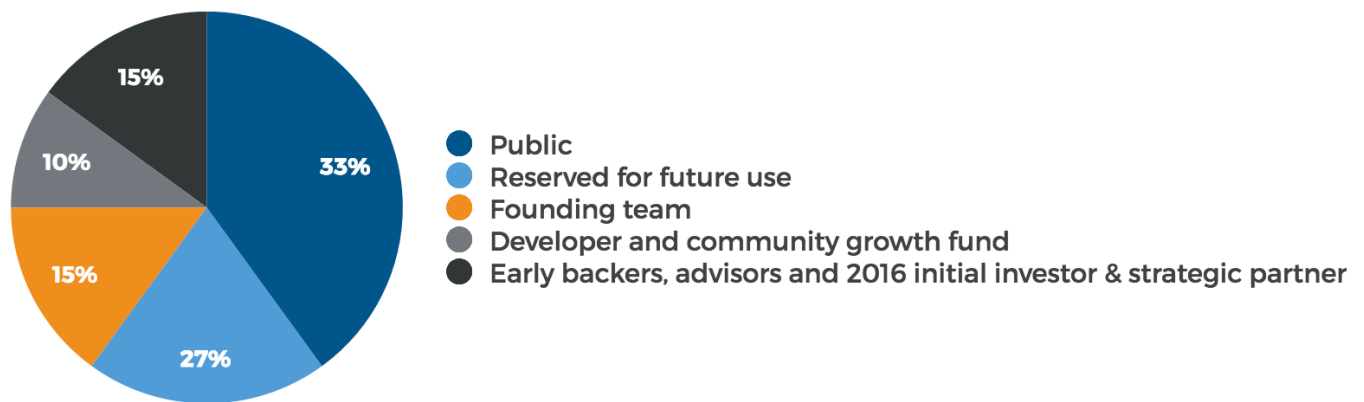 15%
33%
10%
15%
27%
Public
Reserved for future use
Founding team
Developer and community growth fund
Early backers, advisors and 2016 initial investor & strategic partner